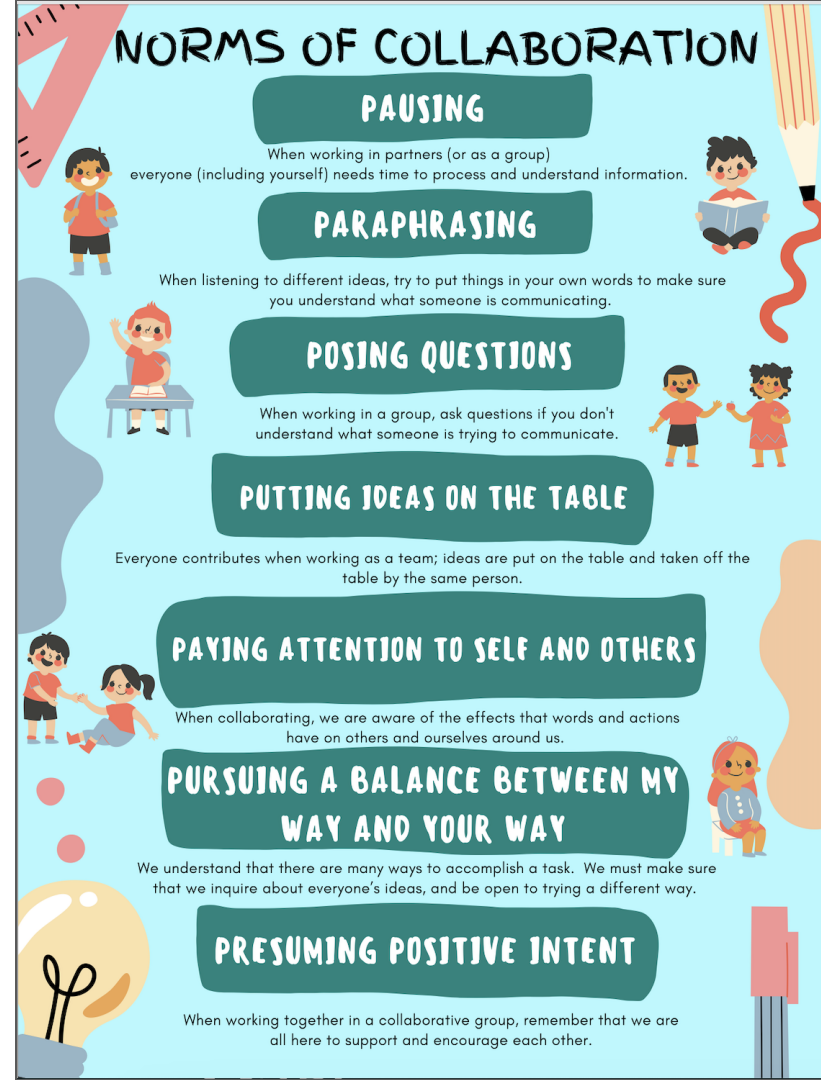 NORMS OF COLLABORATION
PAUSING
When working in partners (or as a group)
everyone (including yourself) needs time to process and understand information.
PARAPHRASING
When listening to different ideas, try to put things in your own words to make sure
you understand what someone is communicating.
POSING QUESTIONS
When working in a group, ask questions if you don't
understand what someone is trying to communicate.
PUTTING IDEAS ON THE TABLE
Everyone contributes when working as a team; ideas are put on the table and taken off the
table by the same person.
PAYING ATTENTION TO SELF AND OTHERS
When collaborating, we are aware of the effects that words and actions
have on others and ourselves around us.
PURSUING A BALANCE BETWEEN MY
WAY AND YOUR WAY
We understand that there are many ways to accomplish a task.  We must make sure
that we inquire about everyone's ideas, and be open to trying a different way.
PRESUMING POSITIVE INTENT
When working together in a collaborative group, remember that we are
all here to support and encourage each other.